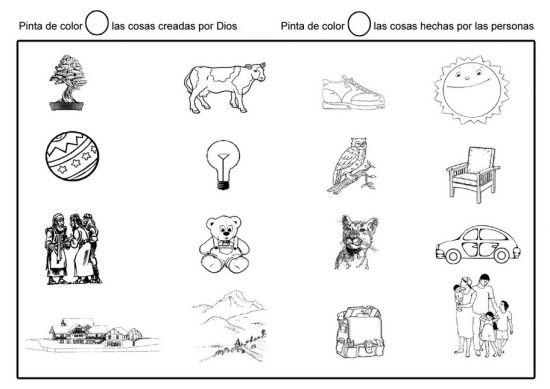 Pinta de color las cosas creadas por Dios
Pinta de color las cosas hechas por las personas